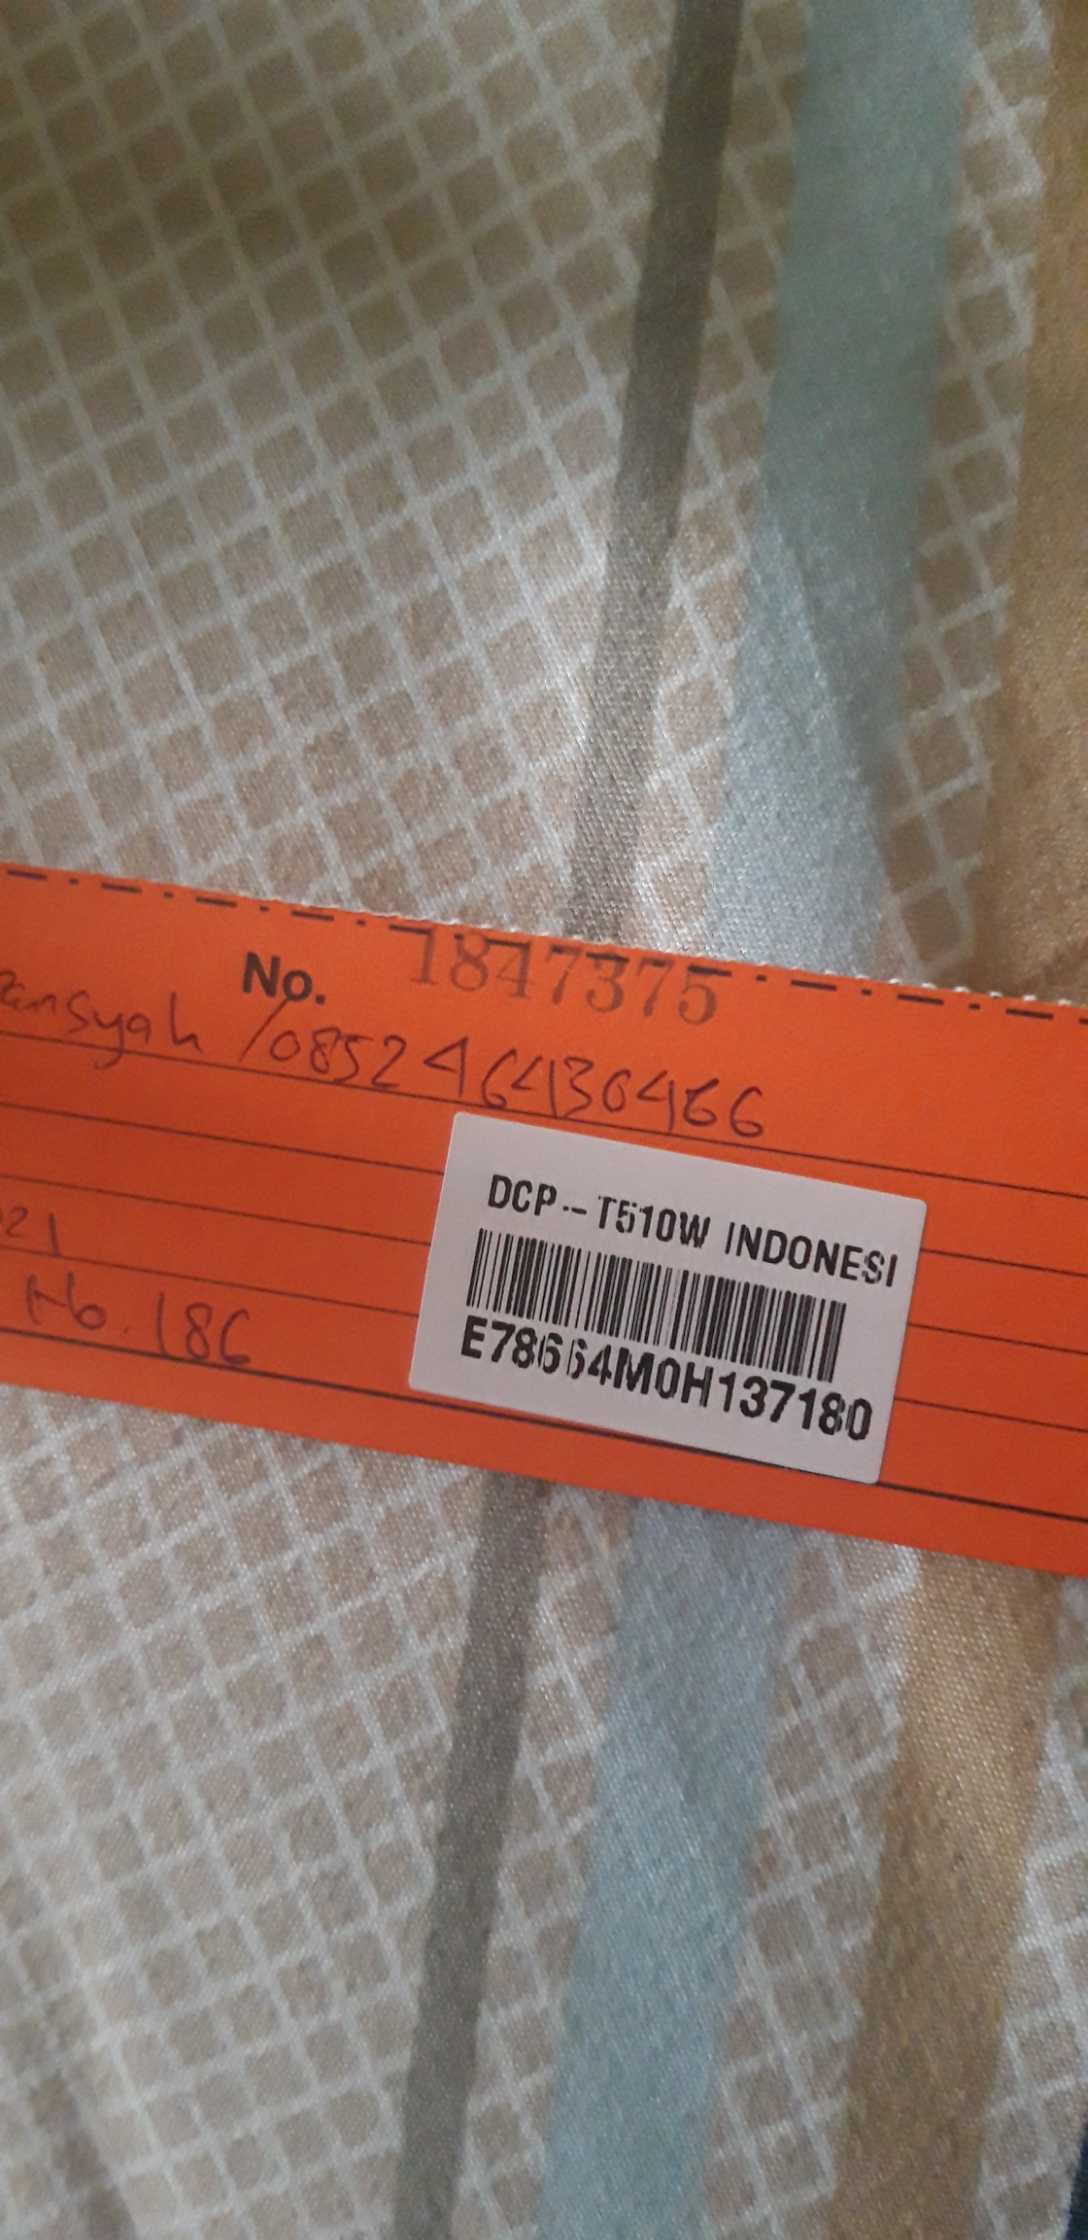 No. 1847375
ansyah / 085246430466
21
No. 186
DCP-T510W INDONESI
E78664M0H137180